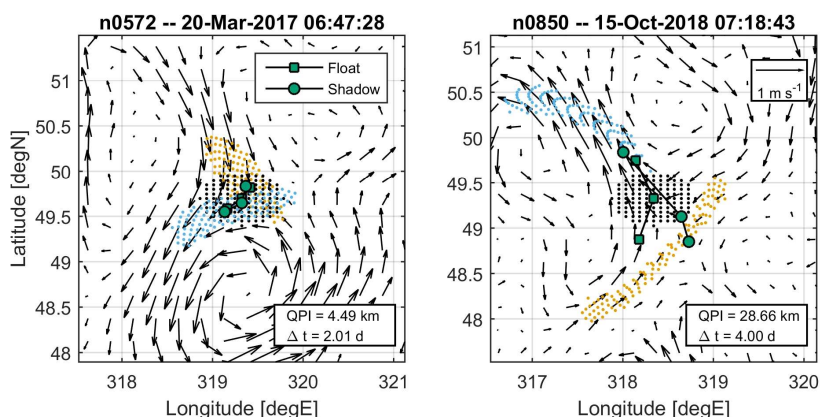 n0572 -- 20-Mar-2017 06:47:28
n0850 -- 15-Oct-2018 07:18:43
Latitude [degN]
51
50.5
50
49.5
49
48.5
48
Float
Shadow
QPI = 4.49 km
Δ t = 2.01 d
318
319
320
321
Longitude [degE]
51
50.5
50
49.5
49
48.5
48
1 m s⁻¹
QPI = 28.66 km
Δ t = 4.00 d
317
318
319
320
Longitude [degE]